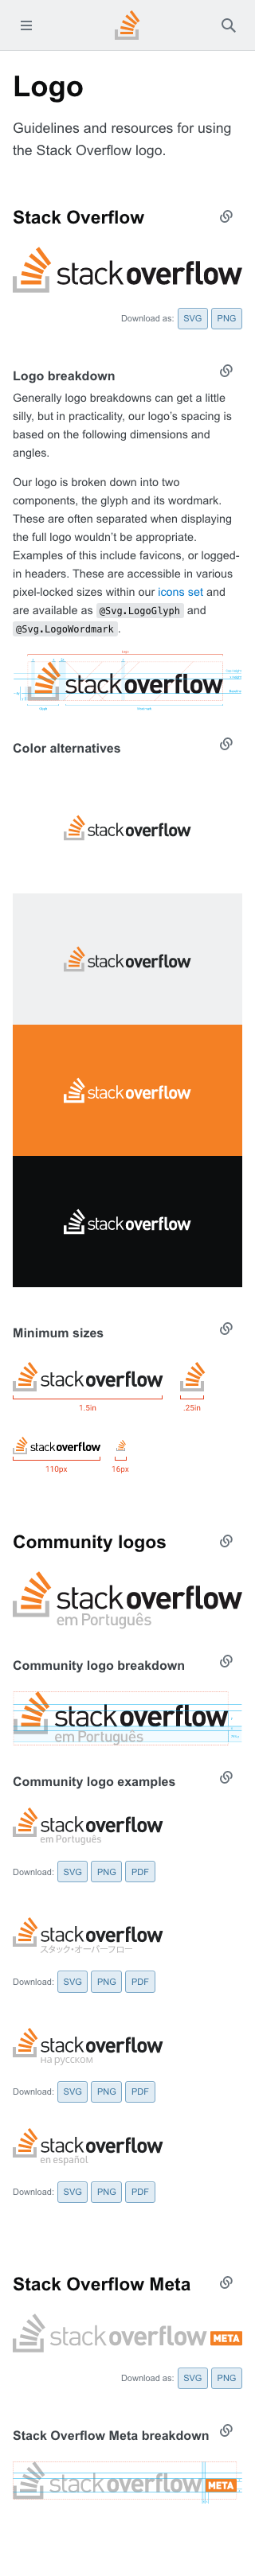 Logo
Guidelines and resources for using
the Stack Overflow logo.
Stack Overflow
stackoverflow
Download as: SVG PNG
Logo breakdown
Generally logo breakdowns can get a little
silly, but in practicality, our logo’s spacing is
based on the following dimensions and
angles.
Our logo is broken down into two
components, the glyph and its wordmark.
These are often separated when displaying
the full logo wouldn’t be appropriate.
Examples of this include favicons, or logged-
in headers. These are accessible in various
pixel-locked sizes within our icons set and
are available as @Svg.LogoGlyph and
@Svg.LogoWordmark.
stackoverflow
Color alternatives
stackoverflow
stackoverflow
stackoverflow
stackoverflow
Minimum sizes
stackoverflow
1.5in .25in
stackoverflow
110px 16px
Community logos
stackoverflow
em Português
Community logo breakdown
stackoverflow
em Português
Community logo examples
stackoverflow
em Português
Download: SVG PNG PDF
stackoverflow
スタック・オーバーフロー
Download: SVG PNG PDF
stackoverflow
на русском
Download: SVG PNG PDF
stackoverflow
en español
Download: SVG PNG PDF
Stack Overflow Meta
stackoverflow META
Download as: SVG PNG
Stack Overflow Meta breakdown
stackoverflow META